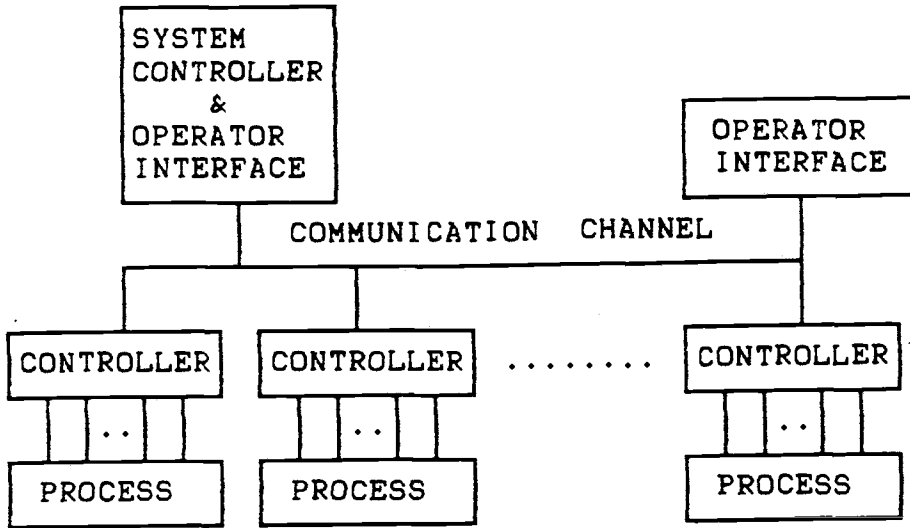 SYSTEM
CONTROLLER
&
OPERATOR
INTERFACE
OPERATOR
INTERFACE
COMMUNICATION CHANNEL
CONTROLLER
CONTROLLER
. . . . . . . .
CONTROLLER
. .
. .
. .
PROCESS
PROCESS
PROCESS